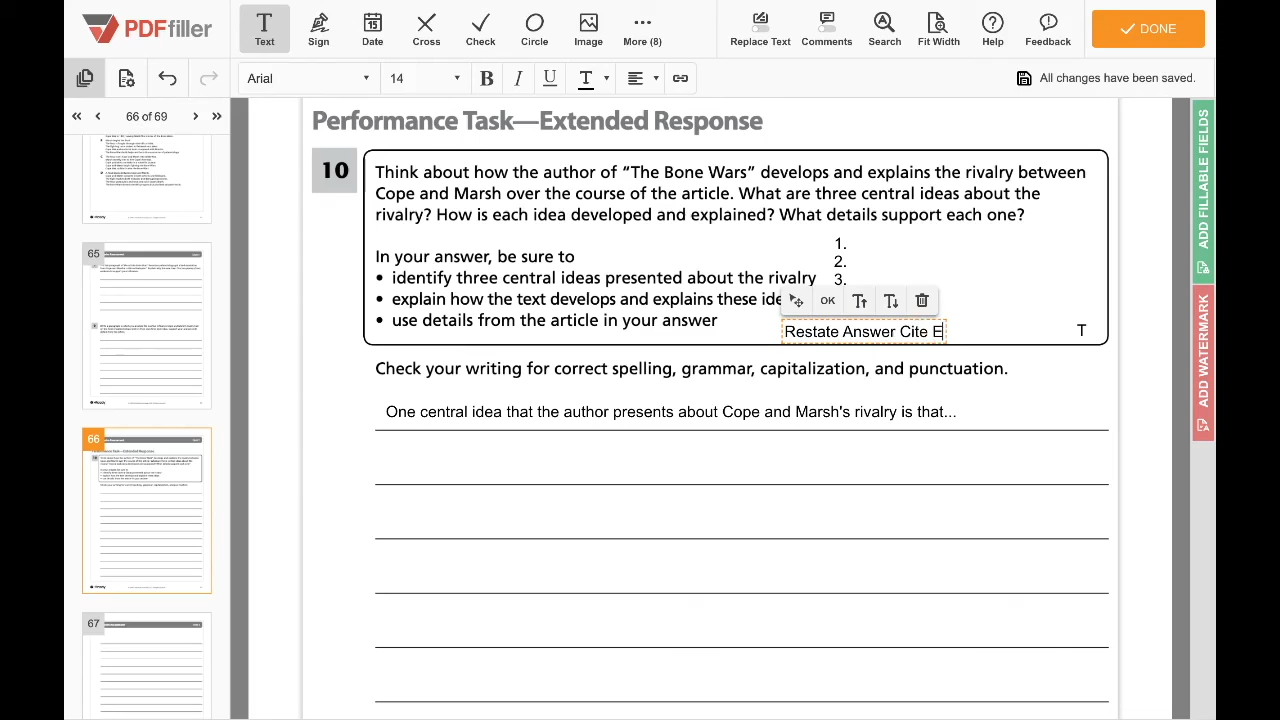 PDFfiller
Text
Sign
Date
Cross
Check
Circle
Image
More (8)
Replace Text
Comments
Search
Fit Width
Help
Feedback
DONE
Arial
14
B
I
U
T
All changes have been saved.
66 of 69
65
66
67
Performance Task—Extended Response
10
Think about how the author of “The Bone Wars” develops and explains the rivalry between
Cope and Marsh over the course of the article. What are three central ideas about the
rivalry? How is each idea developed and explained? What details support each one?
1.
In your answer, be sure to
2.
• identify three central ideas presented about the rivalry
3.
OK
• explain how the text develops and explains these ide
• use details from the article in your answer
Restate Answer Cite E
T
Check your writing for correct spelling, grammar, capitalization, and punctuation.
One central idea that the author presents about Cope and Marsh's rivalry is that...
ADD FILLABLE FIELDS
ADD WATERMARK